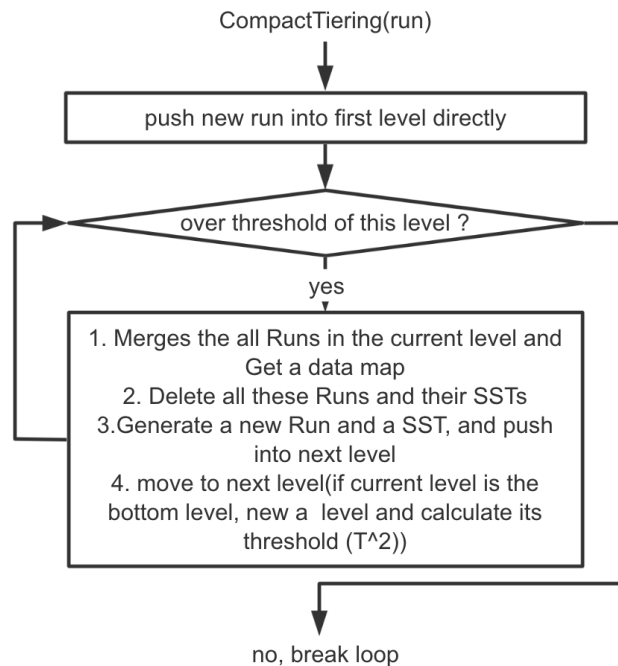 CompactTiering(run)
push new run into first level directly
over threshold of this level ?
yes
1. Merges the all Runs in the current level and
Get a data map
2. Delete all these Runs and their SSTs
3.Generate a new Run and a SST, and push
into next level
4. move to next level(if current level is the
bottom level, new a level and calculate its
threshold (T^2))
no, break loop